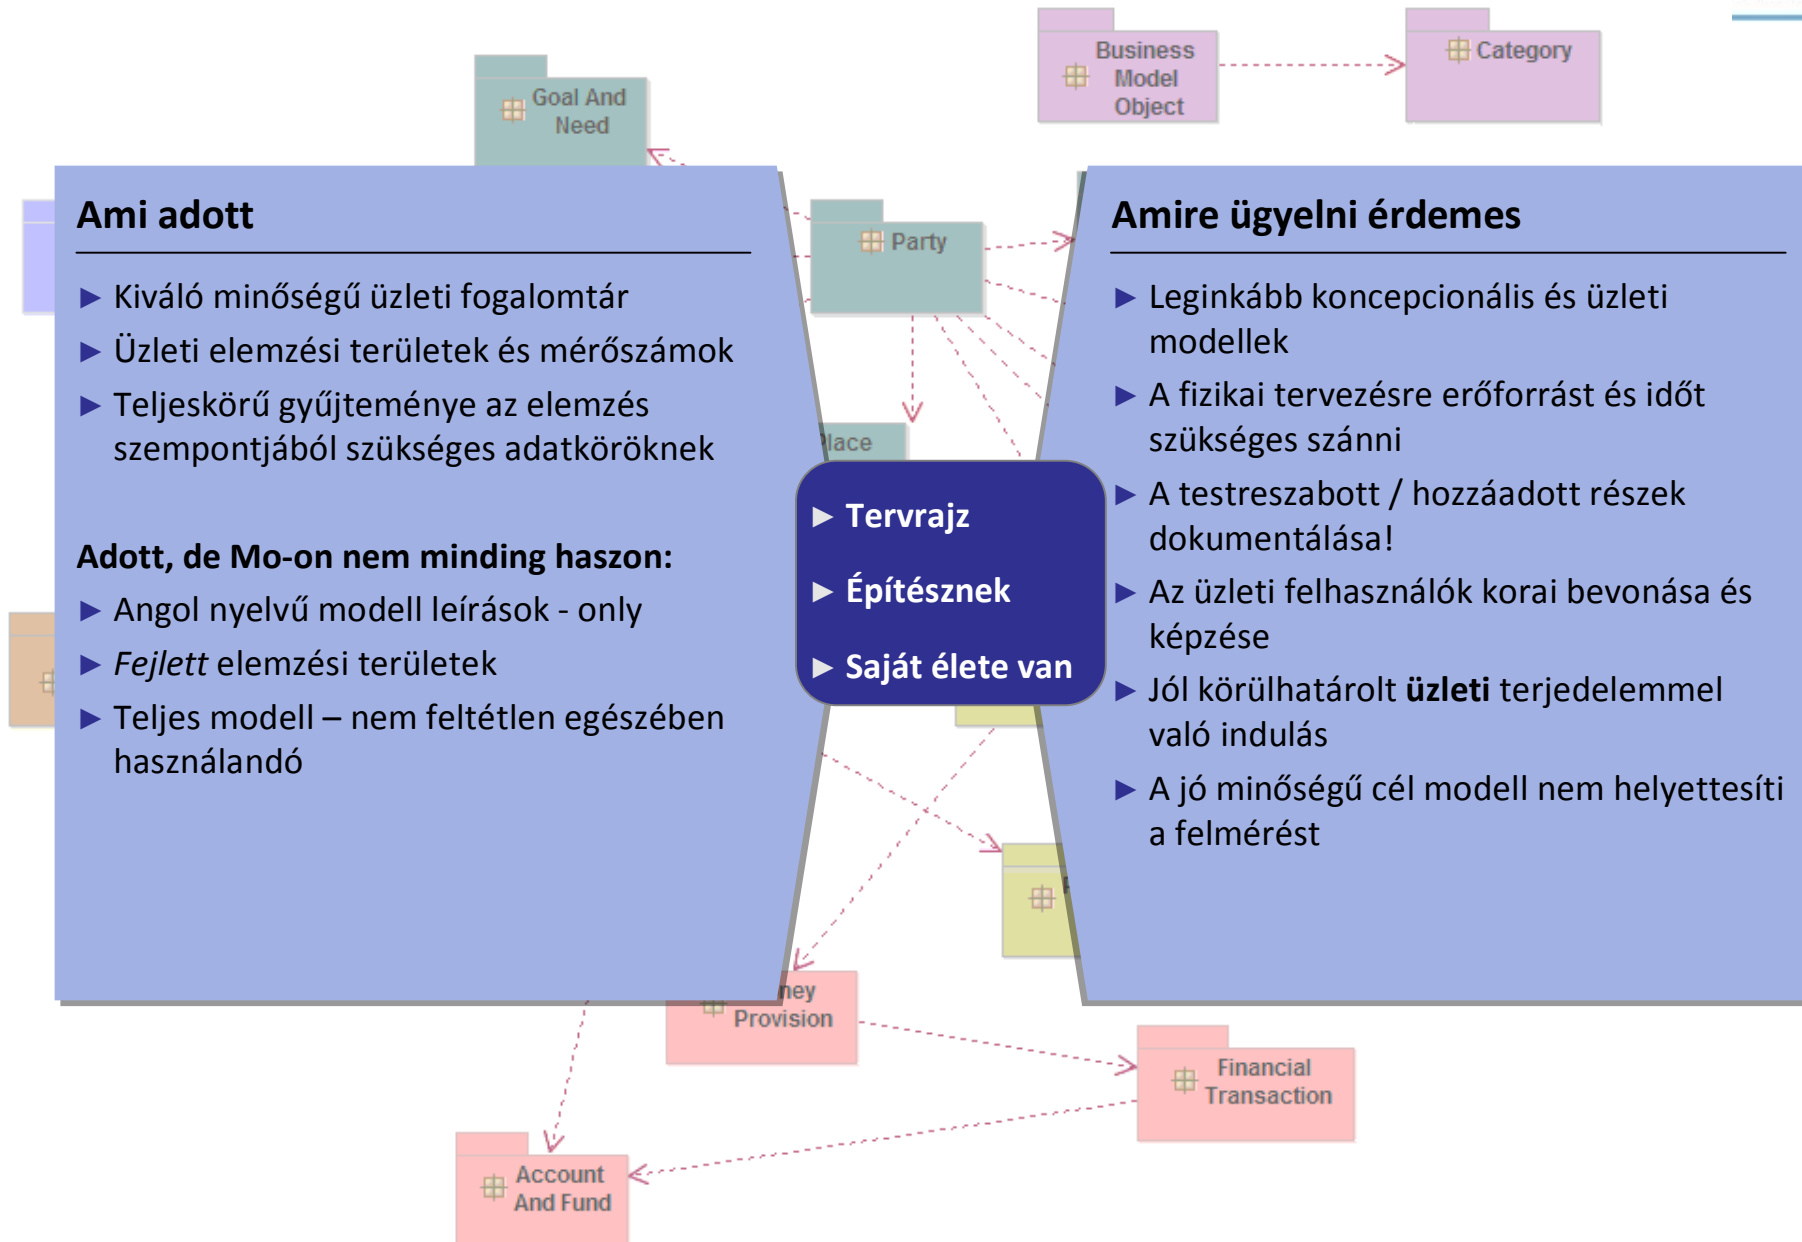 Business
Model
Object
Category
Goal And
Need
Ami adott
► Kiváló minőségű üzleti fogalomtár
► Üzleti elemzési területek és mérőszámok
► Teljeskörű gyűjteménye az elemzés
szempontjából szükséges adatköröknek
Adott, de Mo-on nem minding haszon:
► Angol nyelvű modell leírások - only
► Fejlett elemzési területek
► Teljes modell – nem feltétlen egészében
használandó
Party
Place
► Tervrajz
► Építésznek
► Saját élete van
Amire ügyelni érdemes
► Leginkább koncepcionális és üzleti
modellek
► A fizikai tervezésre erőforrást és időt
szükséges szánni
► A testreszabott / hozzáadott részek
dokumentálása!
► Az üzleti felhasználók korai bevonása és
képzése
► Jól körülhatárolt üzleti terjedelemmel
való indulás
► A jó minőségű cél modell nem helyettesíti
a felmérést
ney
Provision
Financial
Transaction
Account
And Fund